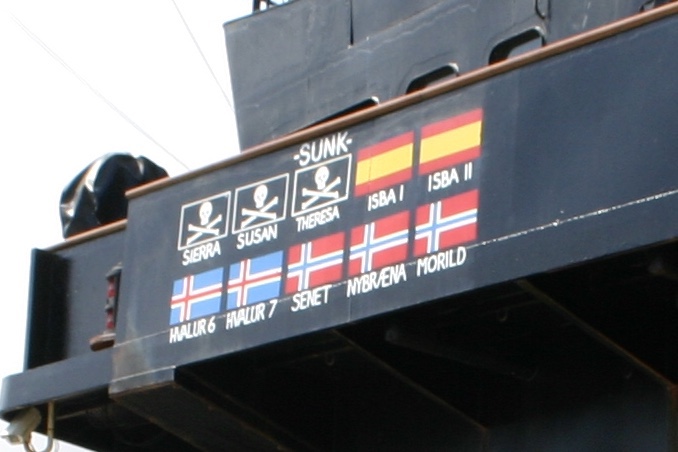 -SUNK-
SIERRA SUSAN THERESA ISBA I ISBA II
HVALUR 6 HVALUR 7 SENET NYBRÆNA MORILD